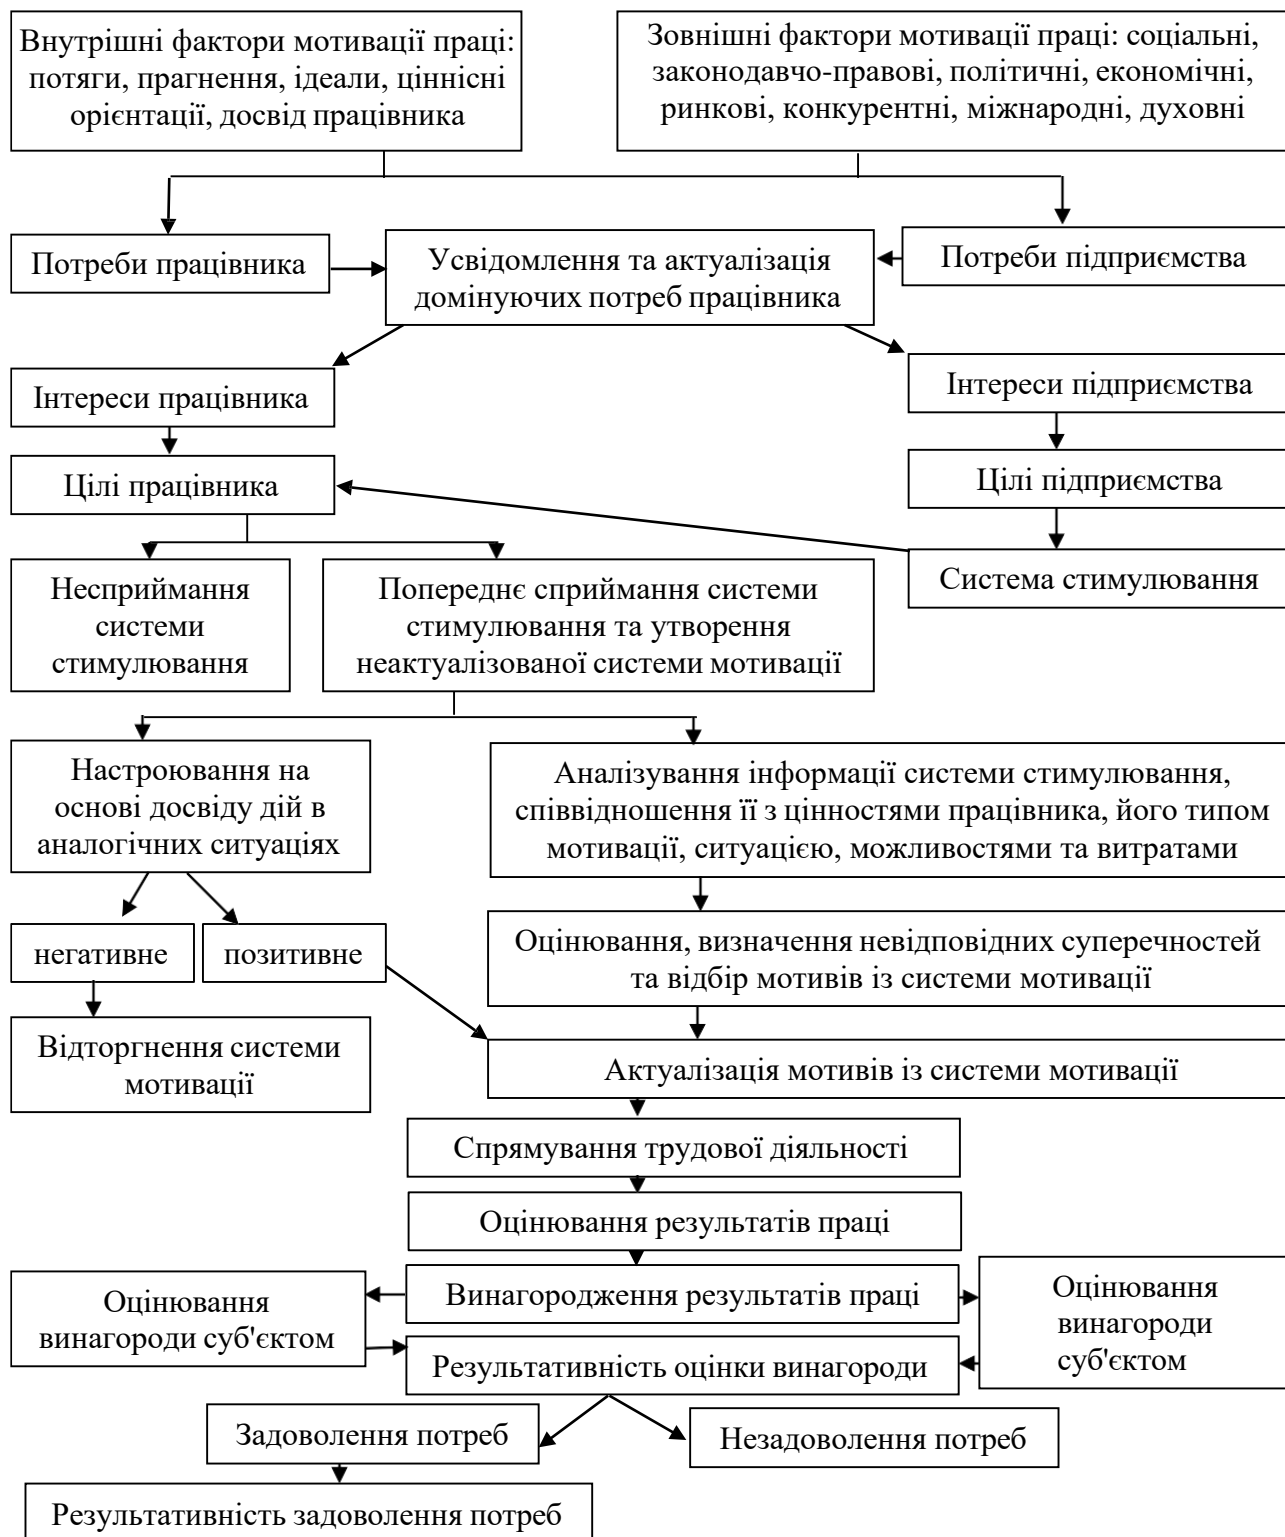 Внутрішні фактори мотивації праці:
потяги, прагнення, ідеали, ціннісні
орієнтації, досвід працівника
Зовнішні фактори мотивації праці: соціальні,
законодавчо-правові, політичні, економічні,
ринкові, конкурентні, міжнародні, духовні
Потреби працівника
Усвідомлення та актуалізація
домінуючих потреб працівника
Потреби підприємства
Інтереси працівника
Інтереси підприємства
Цілі працівника
Цілі підприємства
Несприймання
системи
стимулювання
Попереднє сприймання системи
стимулювання та утворення
неактуалізованої системи мотивації
Система стимулювання
Настроювання на
основі досвіду дій в
аналогічних ситуаціях
Аналізування інформації системи стимулювання,
співвідношення її з цінностями працівника, його типом
мотивації, ситуацією, можливостями та витратами
негативне
позитивне
Оцінювання, визначення невідповідних суперечностей
та відбір мотивів із системи мотивації
Відторгнення системи
мотивації
Актуалізація мотивів із системи мотивації
Спрямування трудової діяльності
Оцінювання результатів праці
Оцінювання
винагороди суб'єктом
Винагородження результатів праці
Оцінювання
винагороди
суб'єктом
Результативність оцінки винагороди
Задоволення потреб
Незадоволення потреб
Результативність задоволення потреб